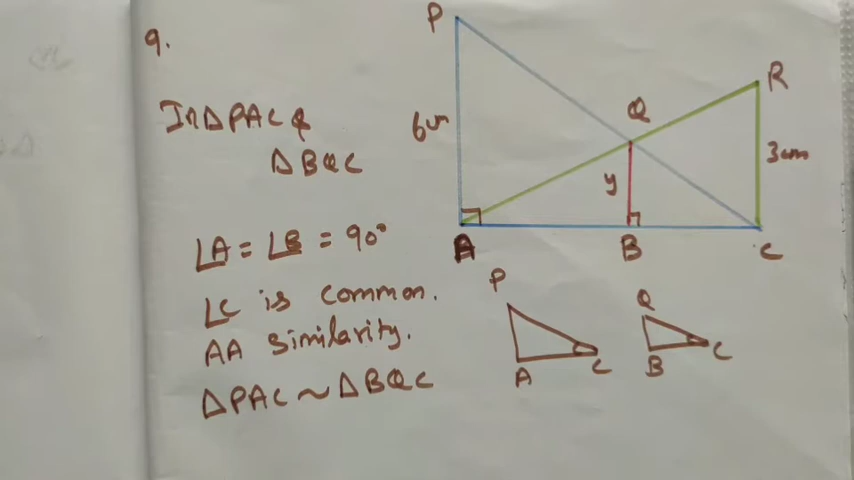 9.
In ΔPAC &
ΔBQC
∠A = ∠B = 90°
∠C is common.
AA similarity.
ΔPAC ~ ΔBQC
P
R
Q
6cm
3cm
y
A
B
C
P
Q
A
C
B
C